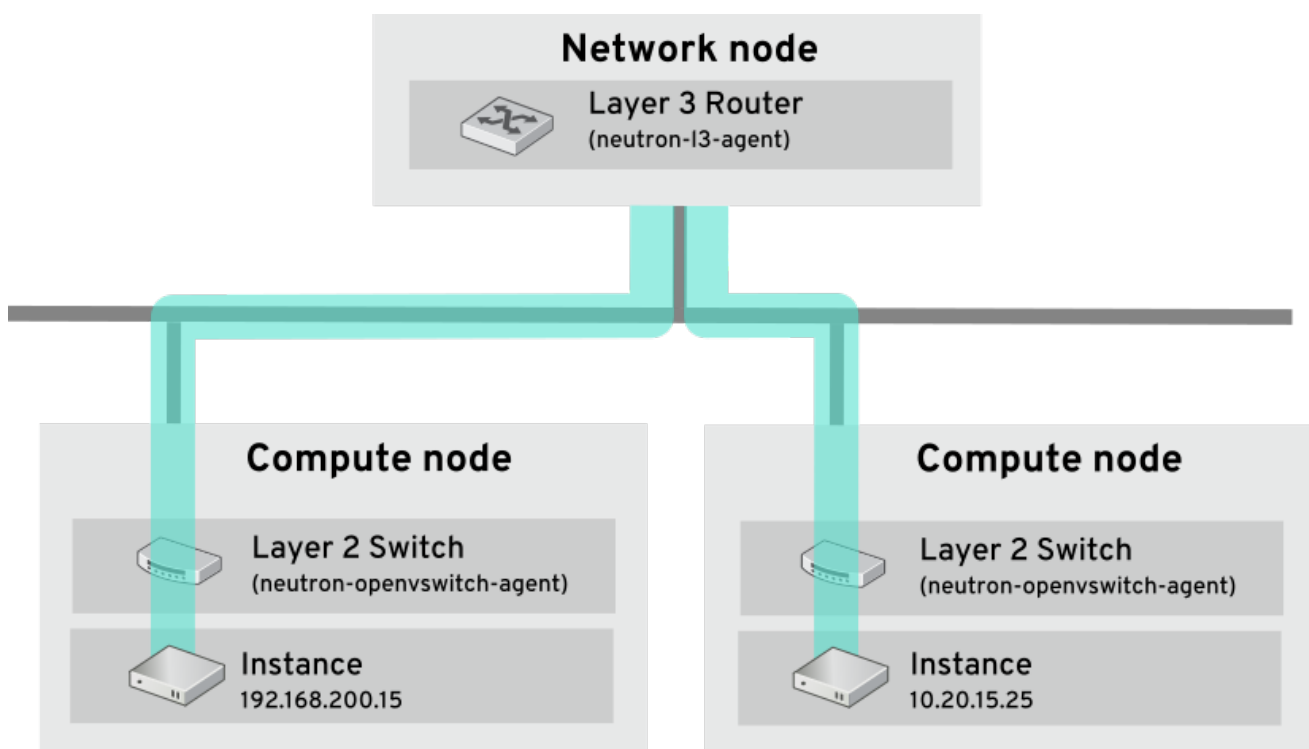 Network node
Layer 3 Router
(neutron-l3-agent)
Compute node
Layer 2 Switch
(neutron-openvswitch-agent)
Instance
192.168.200.15
Compute node
Layer 2 Switch
(neutron-openvswitch-agent)
Instance
10.20.15.25